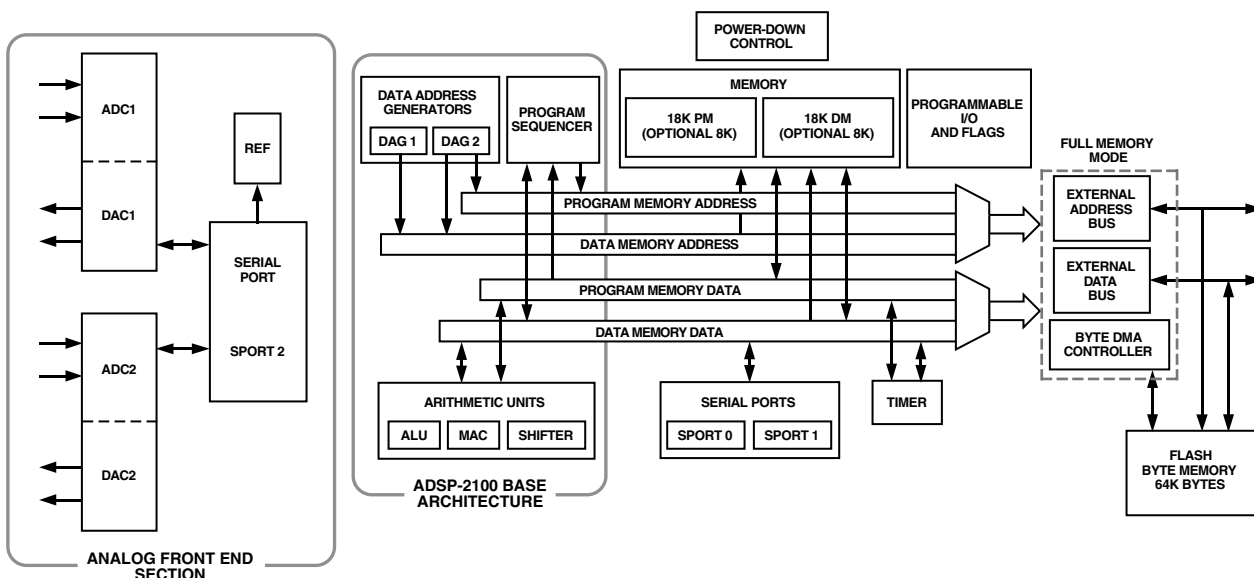 ADC1
DAC1
REF
SERIAL
PORT
SPORT 2
ADC2
DAC2
ANALOG FRONT END
SECTION
DATA ADDRESS
GENERATORS
DAG 1
DAG 2
PROGRAM
SEQUENCER
POWER-DOWN
CONTROL
MEMORY
18K PM
(OPTIONAL 8K)
18K DM
(OPTIONAL 8K)
PROGRAMMABLE
I/O
AND FLAGS
FULL MEMORY
MODE
PROGRAM MEMORY ADDRESS
DATA MEMORY ADDRESS
PROGRAM MEMORY DATA
DATA MEMORY DATA
EXTERNAL
ADDRESS
BUS
EXTERNAL
DATA
BUS
BYTE DMA
CONTROLLER
ARITHMETIC UNITS
ALU
MAC
SHIFTER
ADSP-2100 BASE
ARCHITECTURE
SERIAL PORTS
SPORT 0
SPORT 1
TIMER
FLASH
BYTE MEMORY
64K BYTES